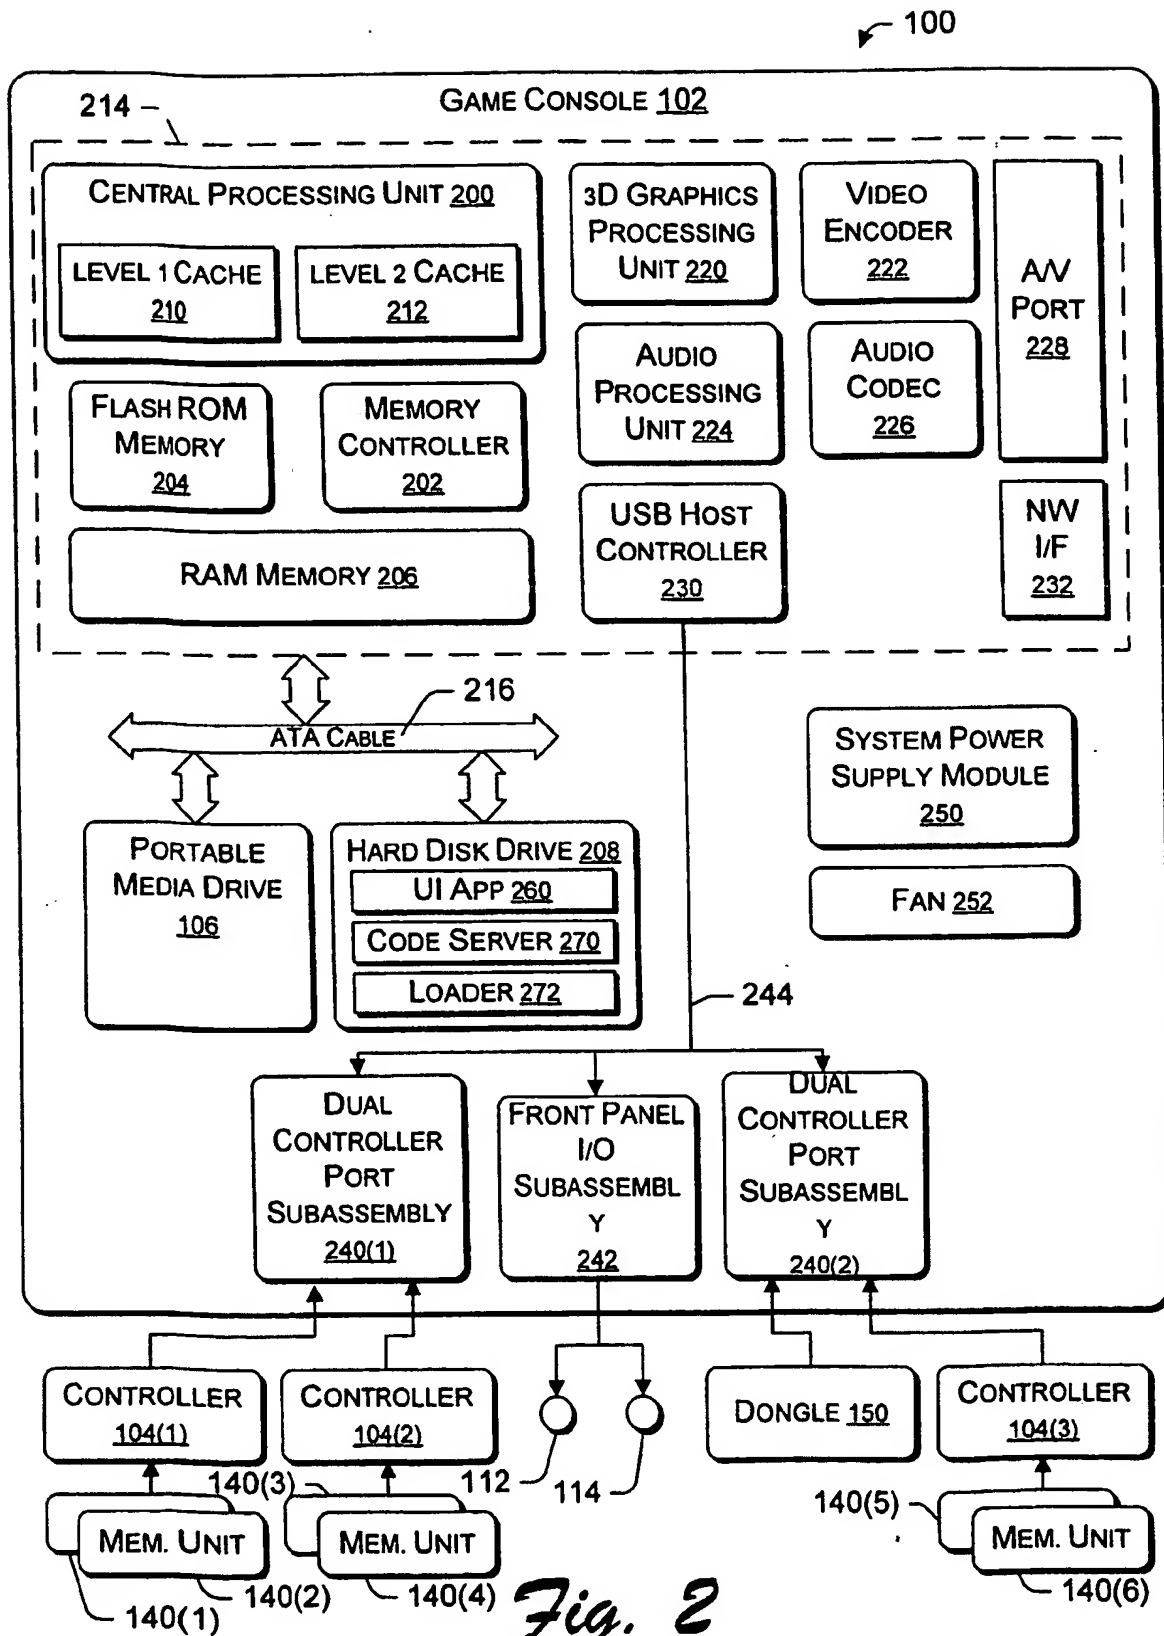 100
GAME CONSOLE 102
214
CENTRAL PROCESSING UNIT 200
LEVEL 1 CACHE
210
LEVEL 2 CACHE
212
3D GRAPHICS
PROCESSING
UNIT 220
VIDEO
ENCODER
222
A/V
PORT
228
AUDIO
PROCESSING
UNIT 224
AUDIO
CODEC
226
FLASH ROM
MEMORY
204
MEMORY
CONTROLLER
202
USB HOST
CONTROLLER
230
NW
I/F
232
RAM MEMORY 206
216
ATA CABLE
SYSTEM POWER
SUPPLY MODULE
250
PORTABLE
MEDIA DRIVE
106
HARD DISK DRIVE 208
UI APP 260
CODE SERVER 270
LOADER 272
FAN 252
244
DUAL
CONTROLLER
PORT
SUBASSEMBLY
240(1)
FRONT PANEL
I/O
SUBASSEMBL
Y
242
DUAL
CONTROLLER
PORT
SUBASSEMBL
Y
240(2)
CONTROLLER
104(1)
CONTROLLER
104(2)
112
114
DONGLE 150
CONTROLLER
104(3)
140(3)
140(5)
MEM. UNIT
MEM. UNIT
MEM. UNIT
140(1)
140(2)
140(4)
140(6)
Fig. 2